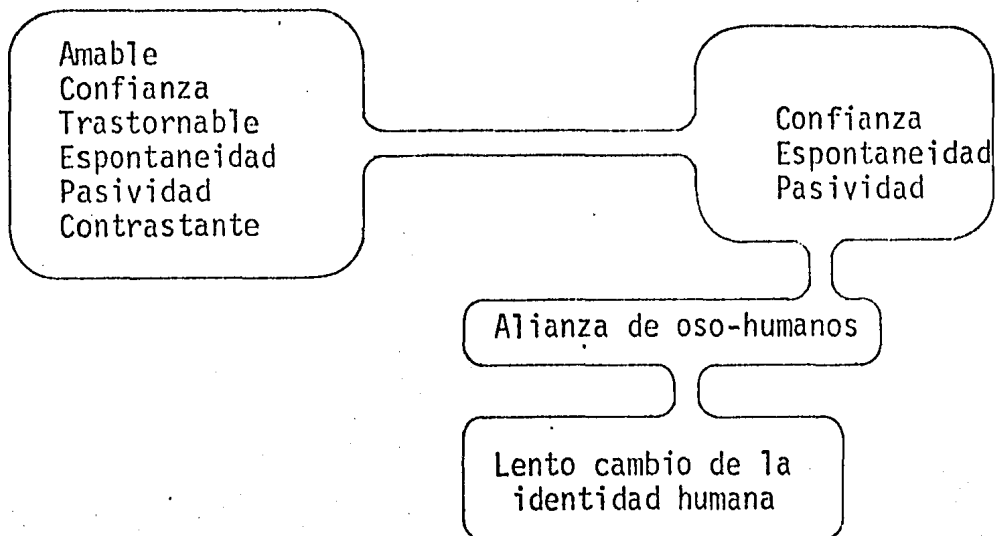 Amable
Confianza
Trastornable
Espontaneidad
Pasividad
Contrastante
Confianza
Espontaneidad
Pasividad
Alianza de oso-humanos
Lento cambio de la
identidad humana